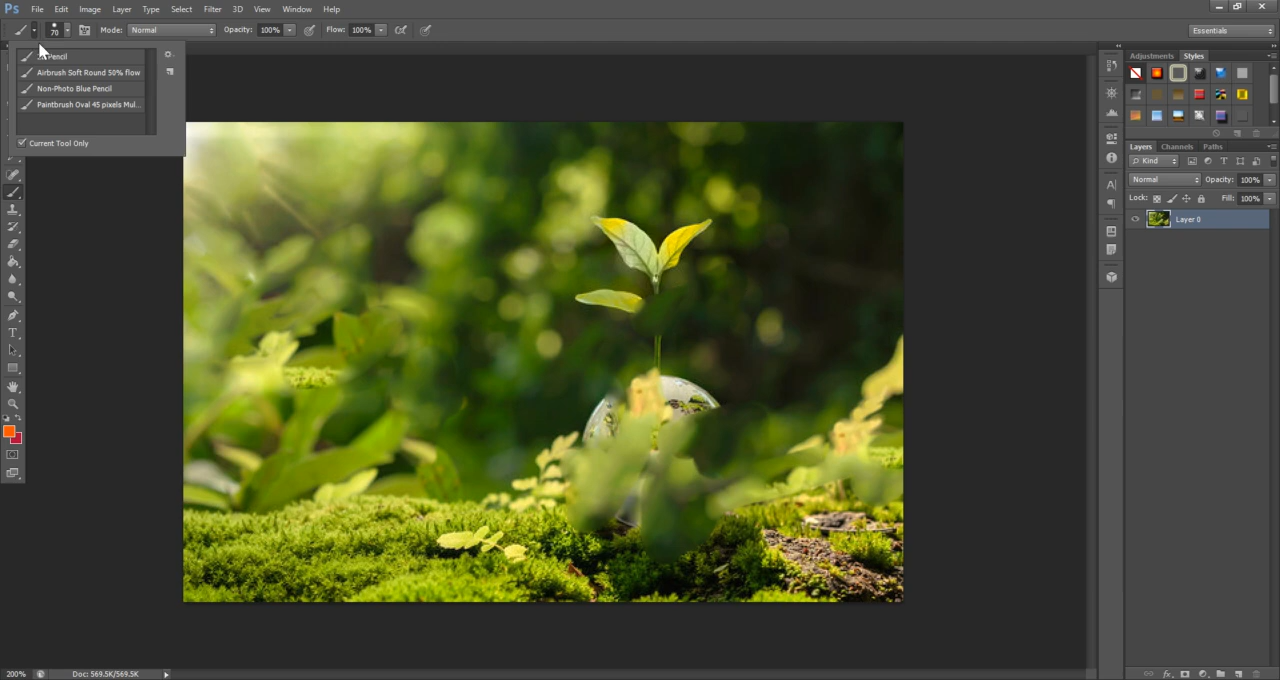 Ps File Edit Image Layer Type Select Filter 3D View Window Help
70 Mode: Normal Opacity: 100% Flow: 100% Essentials
Pencil
Airbrush Soft Round 50% flow
Non-Photo Blue Pencil
Paintbrush Oval 45 pixels Mul...
Current Tool Only
Adjustments Styles
Layers Channels Paths
Kind
Normal Opacity: 100%
Lock: Fill: 100%
Layer 0
200% Doc: 569.5K/569.5K